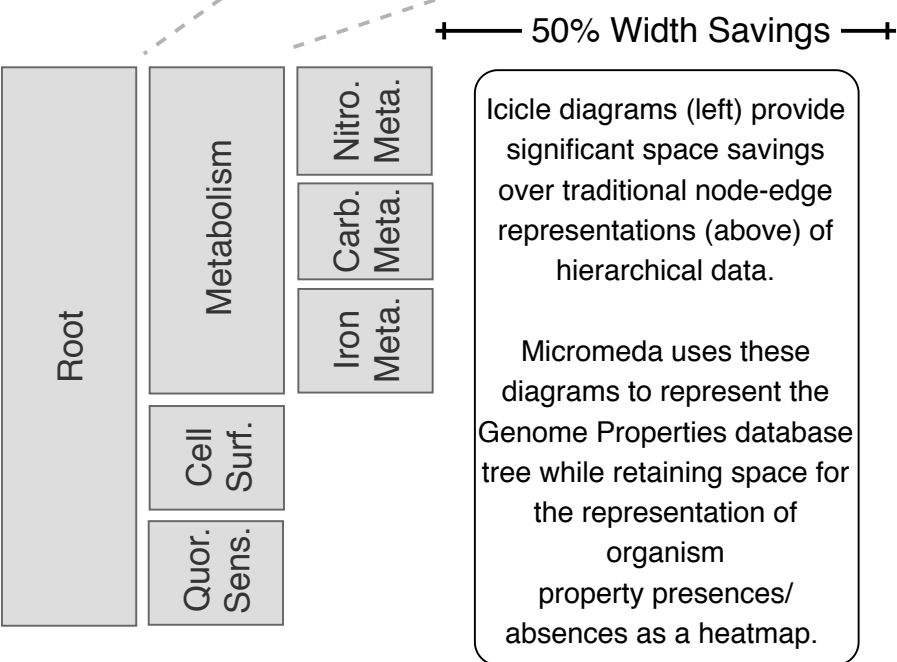 50% Width Savings
Root
Metabolism
Nitro.
Meta.
Carb.
Meta.
Iron
Meta.
Cell
Surf.
Quor.
Sens.
Icicle diagrams (left) provide
significant space savings
over traditional node-edge
representations (above) of
hierarchical data.
Micromeda uses these
diagrams to represent the
Genome Properties database
tree while retaining space for
the representation of
organism
property presences/
absences as a heatmap.